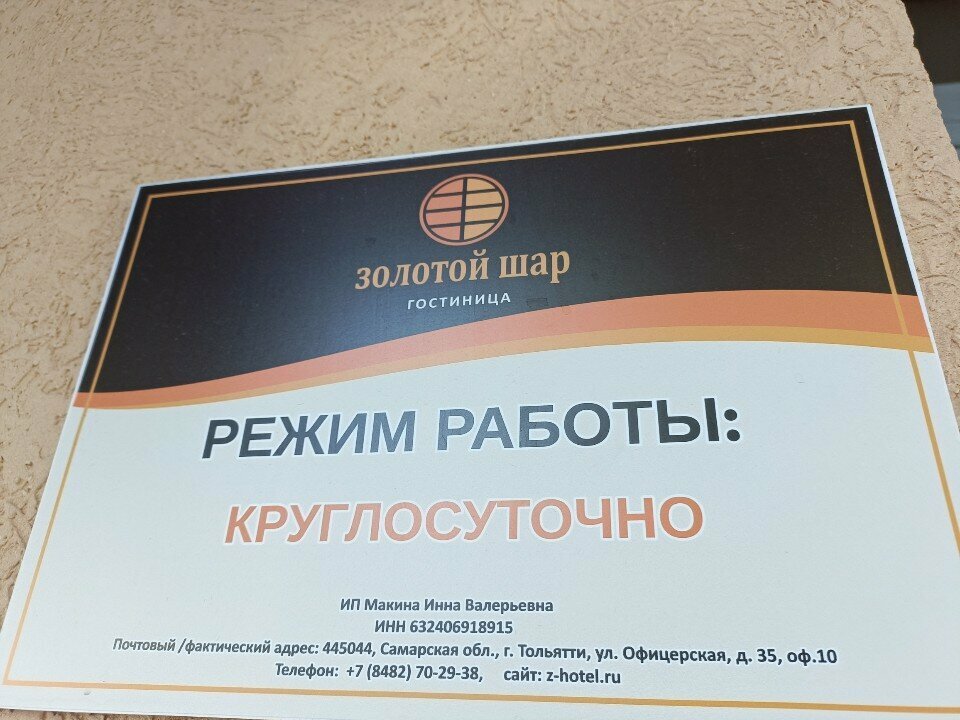 золотой шар
ГОСТИНИЦА
РЕЖИМ РАБОТЫ:
КРУГЛОСУТОЧНО
ИП Макина Инна Валерьевна
ИНН 632406918915
Почтовый /фактический адрес: 445044, Самарская обл., г. Тольятти, ул. Офицерская, д. 35, оф.10
Телефон: +7 (8482) 70-29-38, сайт: z-hotel.ru